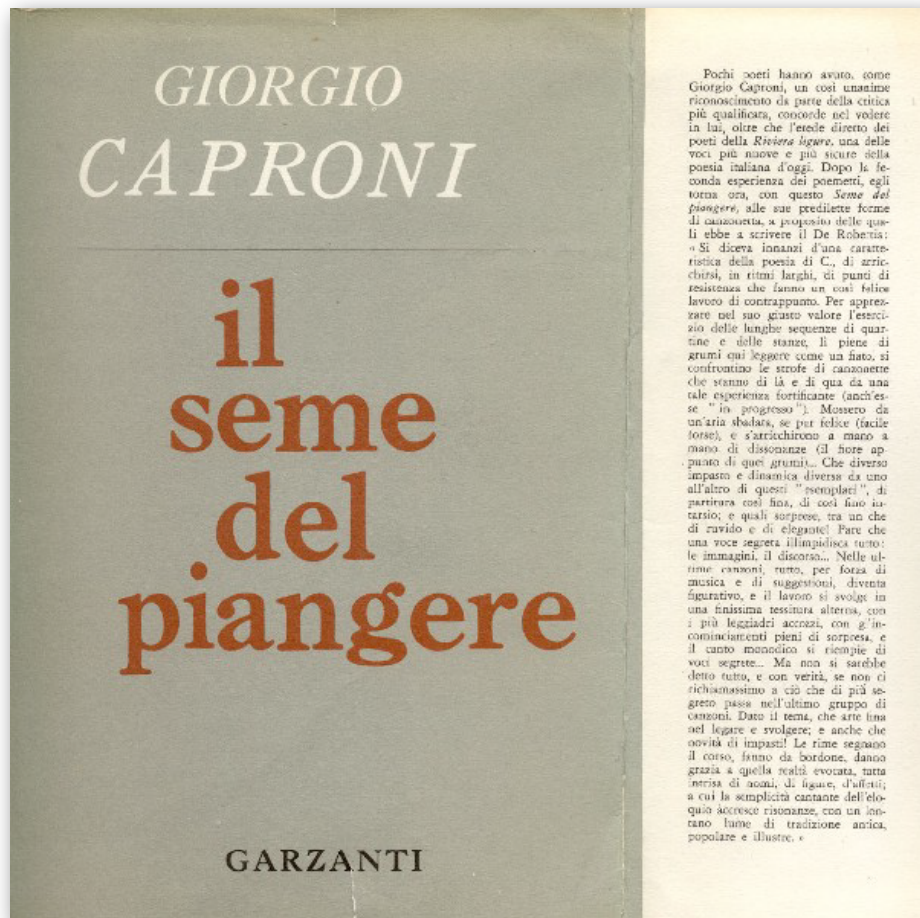 GIORGIO
CAPRONI
il
seme
del
piangere
GARZANTI
Pochi poeti hanno avuto, come
Giorgio Caproni, un così unanime
riconoscimento da parte della critica
più qualificata, concorde nel vedere
in lui, oltre che l'erede diretto dei
poeti della Riviera ligure, una delle
voci più nuove e più sicure della
poesia italiana d'oggi. Dopo la fe-
conda esperienza dei poemetti, egli
torna ora, con questo Seme del
piangere, alle sue predilette forme
di canzonetta, a proposito delle qua-
li ebbe a scrivere il De Robertis:
« Si diceva innanzi d'una caratte-
ristica della poesia di C., di arric-
chirsi, in ritmi larghi, di punti di
resistenza che fanno un così felice
lavoro di contrappunto. Per apprez-
zare nel suo giusto valore l'eserci-
zio delle lunghe sequenze di quar-
tine e delle stanze, lì piene di
grumi qui leggere come un fiato, si
confrontino le strofe di canzonette
che stanno di là e di qua da una
tale esperienza fortificante (anch'es-
se " in progresso "). Mossero da
un'aria sbadata, se pur felice (facile
forse), e s'arricchirono a mano a
mano di dissonanze (il fiore ap-
punto di quei grumi)... Che diverso
impasto e dinamica diversa da uno
all'altro di questi " esemplari ", di
partitura così fina, di così fino in-
tarsio; e quali sorprese, tra un che
di ruvido e di elegante! Pare che
una voce segreta illimpidisca tutto:
le immagini, il discorso... Nelle ul-
time canzoni, tutto, per forza di
musica e di suggestioni, diventa
figurativo, e il lavoro si svolge in
una finissima tessitura alterna, con
i più leggiadri accozzi, con g'in-
cominciamenti pieni di sorpresa, e
il canto monodico si riempie di
voci segrete... Ma non si sarebbe
detto tutto, e con verità, se non ci
richiamassimo a ciò che di più se-
greto passa nell'ultimo gruppo di
canzoni. Dato il tema, che arte fina
nel legare e svolgere; e anche che
novità di impasti! Le rime segnano
il corso, fanno da bordone, danno
grazia a quella realtà evocata, tutta
intrisa di nomi, di figure, d'affetti;
a cui la semplicità cantante dell'elo-
quio accresce risonanze, con un lon-
tano lume di tradizione antica,
popolare e illustre. »